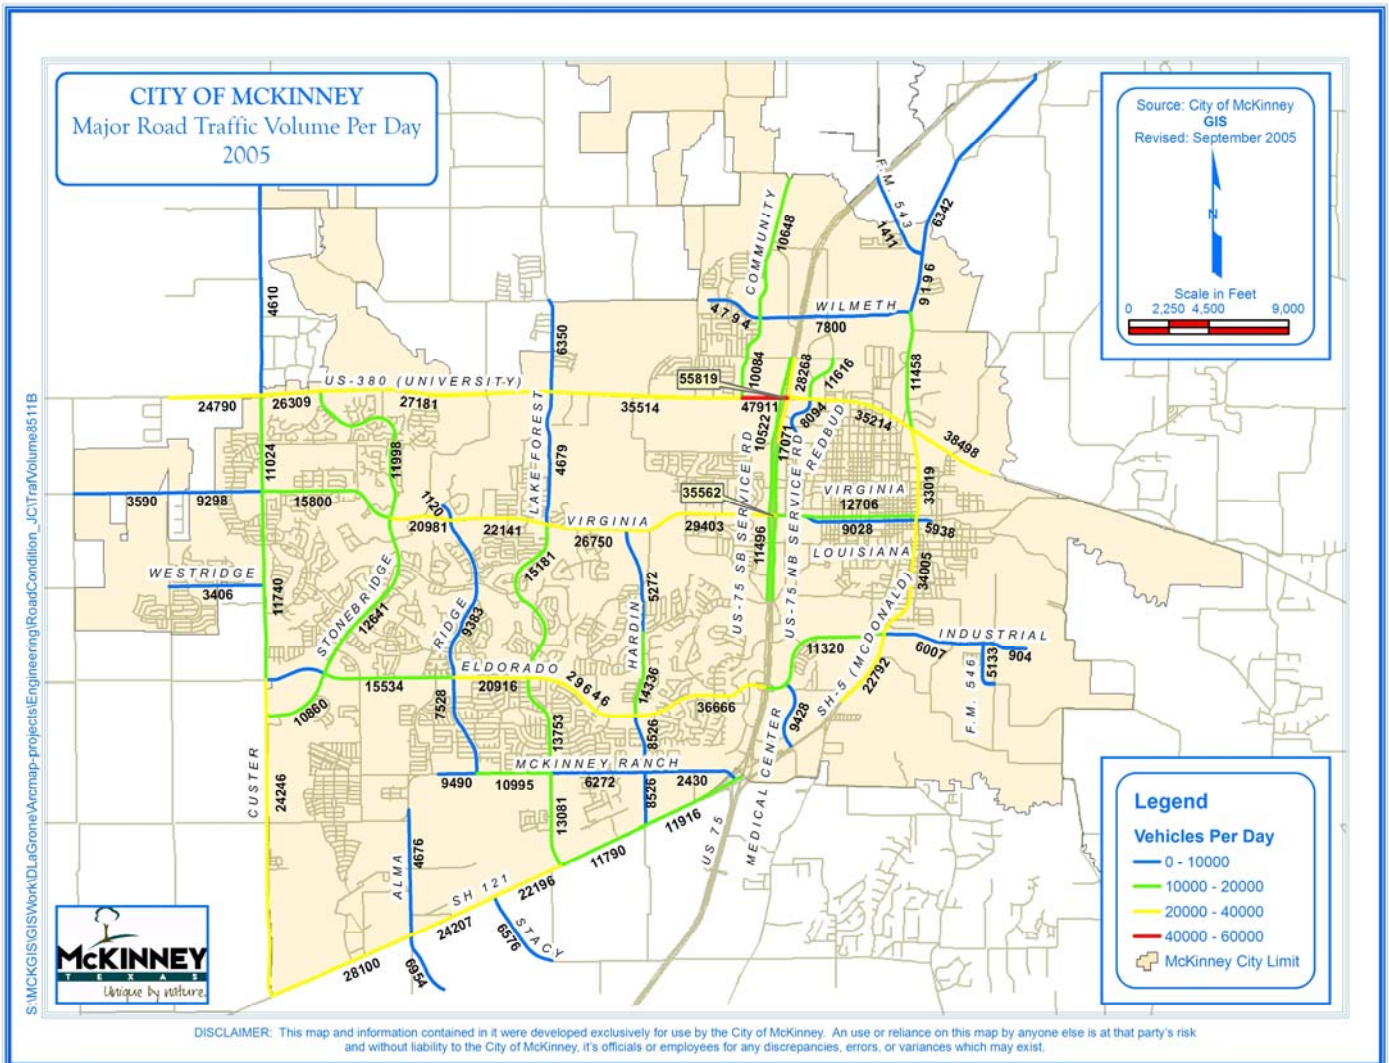 CITY OF MCKINNEY
Major Road Traffic Volume Per Day
2005
Source: City of McKinney
GIS
Revised: September 2005
N
Scale in Feet
0 2,250 4,500 9,000
F.M. 543
1411
6342
9196
COMMUNITY
10648
WILMETH
4794
7800
4610
6350
10084
28268
11616
11458
55819
US-380 (UNIVERSITY)
24790
26309
27181
35514
47911
8094
35214
38498
10522
17071
REDBUD
LAKE FOREST
4679
11024
11998
US-75 SB SERVICE RD
US-75 NB SERVICE RD
33019
35562
3590
9298
15800
1120
20981
22141
VIRGINIA
26750
29403
VIRGINIA
12706
9028
5938
LOUISIANA
11496
34005
WESTRIDGE
3406
11740
STONEBRIDGE
12641
RIDGE
9383
15181
HARDIN
5272
SH-5 (MCDONALD)
22792
INDUSTRIAL
11320
6007
904
5133
F.M. 546
ELDORADO
15534
20916
29646
14336
36666
10860
7528
13753
8526
9428
MEDICAL CENTER
MCKINNEY RANCH
9490
10995
6272
2430
8526
CUSTER
24246
13081
11916
11790
US 75
ALMA
4676
SH 121
22196
24207
28100
6954
6576
STACY
Legend
Vehicles Per Day
0 - 10000
10000 - 20000
20000 - 40000
40000 - 60000
McKinney City Limit
McKINNEY
TEXAS
Unique by nature.
S:\MCKGIS\GISWork\DLaGrone\Arcmap-projects\Engineering\RoadCondition_JC\TrafVolume8511B
DISCLAIMER: This map and information contained in it were developed exclusively for use by the City of McKinney. An use or reliance on this map by anyone else is at that party's risk
and without liability to the City of McKinney, it's officials or employees for any discrepancies, errors, or variances which may exist.